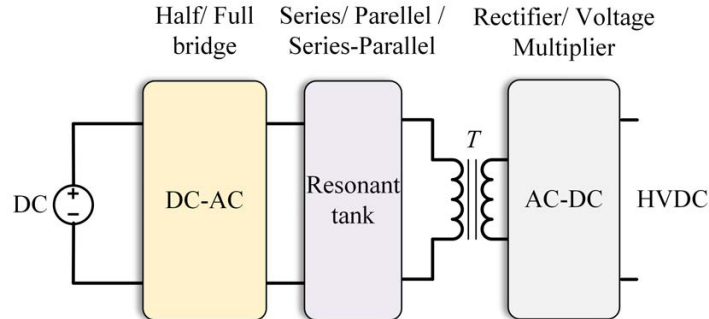 Half/ Full
bridge
Series/ Parellel /
Series-Parallel
Rectifier/ Voltage
Multiplier
DC
+
−
DC-AC
Resonant
tank
T
AC-DC
HVDC